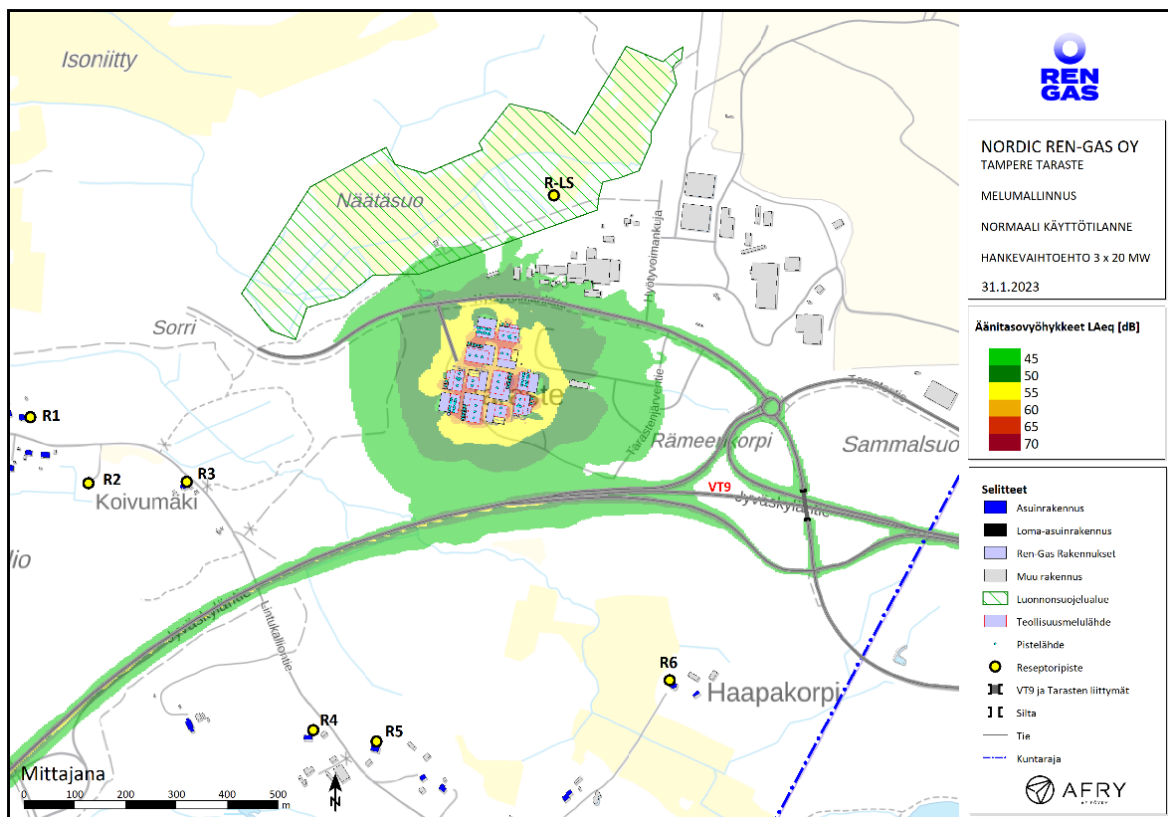 Isoniitty
R-LS
Näätäsuo
Hyötyvoimankuja
Sorri
Tarastenjärventie
Rämeenkorpi
Sammalsuo
R1
R2
R3
Koivumäki
VT9
Jyväskyläntie
Jyväskyläntie
Lintukalliontie
R4
R5
R6
Haapakorpi
Mittajana
0 100 200 300 400 500
m
N
REN
GAS
NORDIC REN-GAS OY
TAMPERE TARASTE
MELUMALLINNUS
NORMAALI KÄYTTÖTILANNE
HANKEVAIHTOEHTO 3 x 20 MW
31.1.2023
Äänitasovyöhykkeet LAeq [dB]
45
50
55
60
65
70
Selitteet
Asuinrakennus
Loma-asuinrakennus
Ren-Gas Rakennukset
Muu rakennus
Luonnonsuojelualue
Teollisuusmelulähde
Pistelähde
Reseptoripiste
VT9 ja Tarasten liittymät
Silta
Tie
Kuntaraja
AFRY